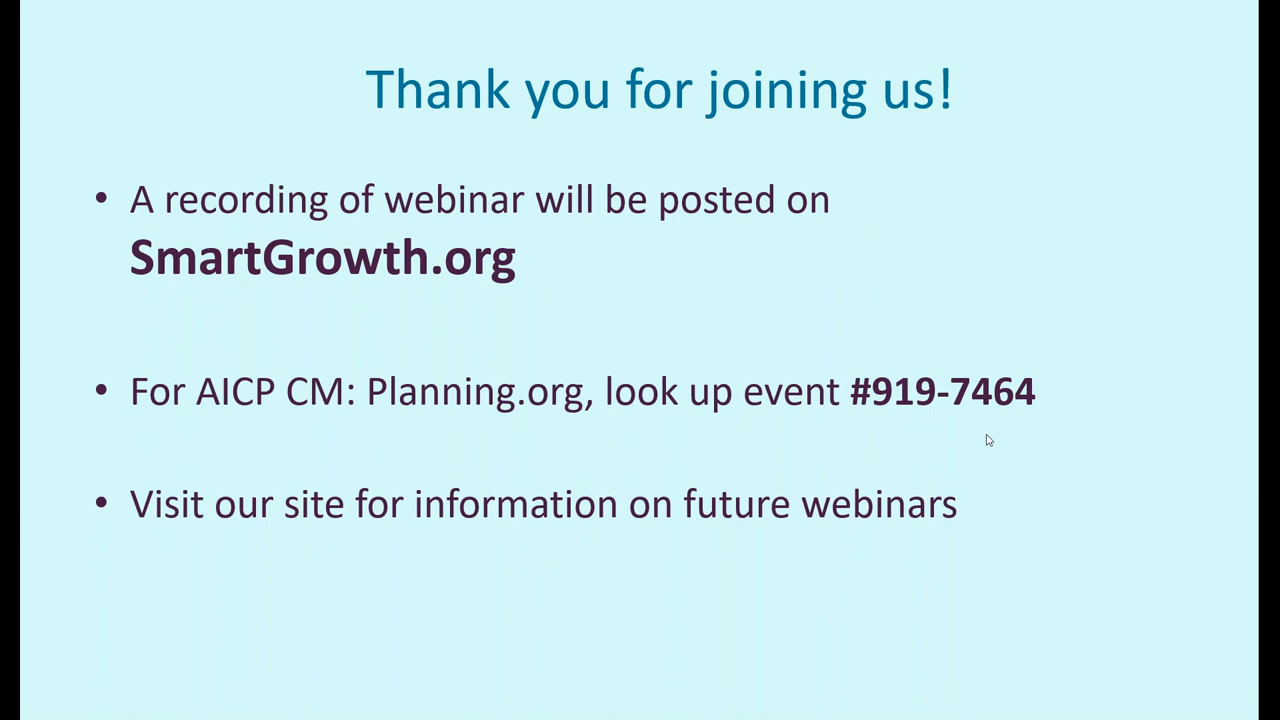 Thank you for joining us!
• A recording of webinar will be posted on
SmartGrowth.org
• For AICP CM: Planning.org, look up event #919-7464
• Visit our site for information on future webinars